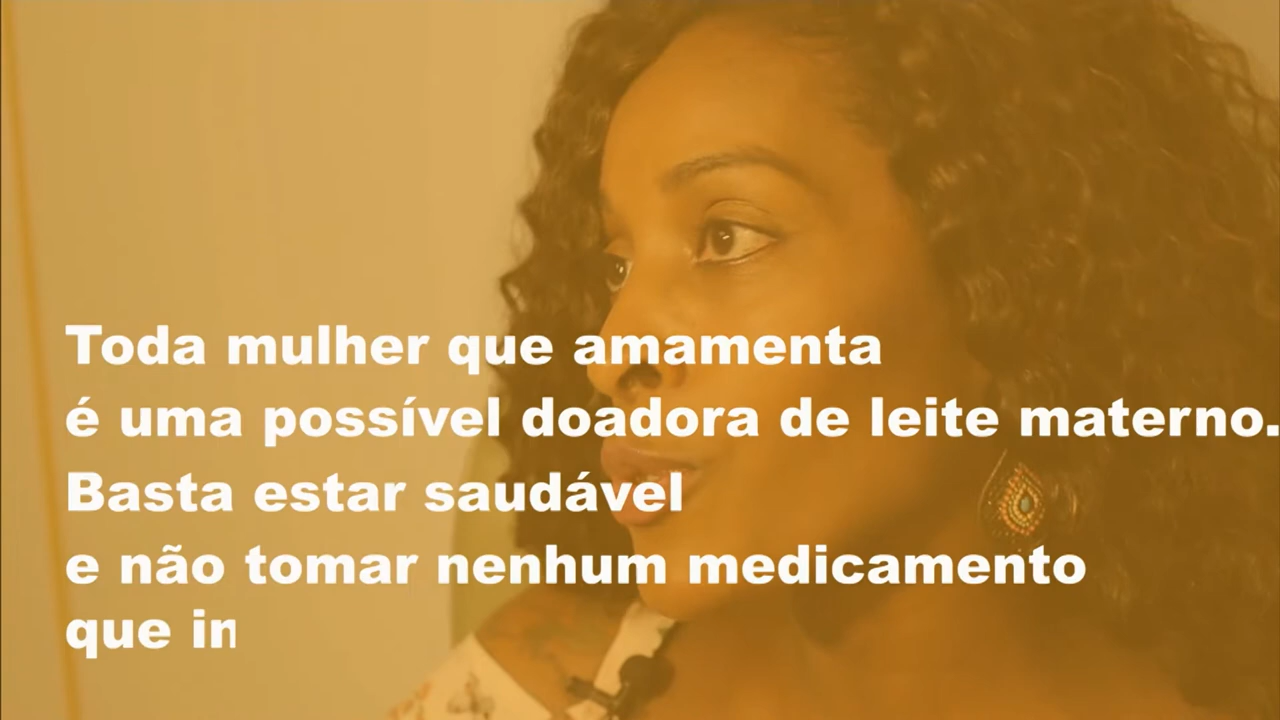 Toda mulher que amamenta
é uma possível doadora de leite materno.
Basta estar saudável
e não tomar nenhum medicamento
que in